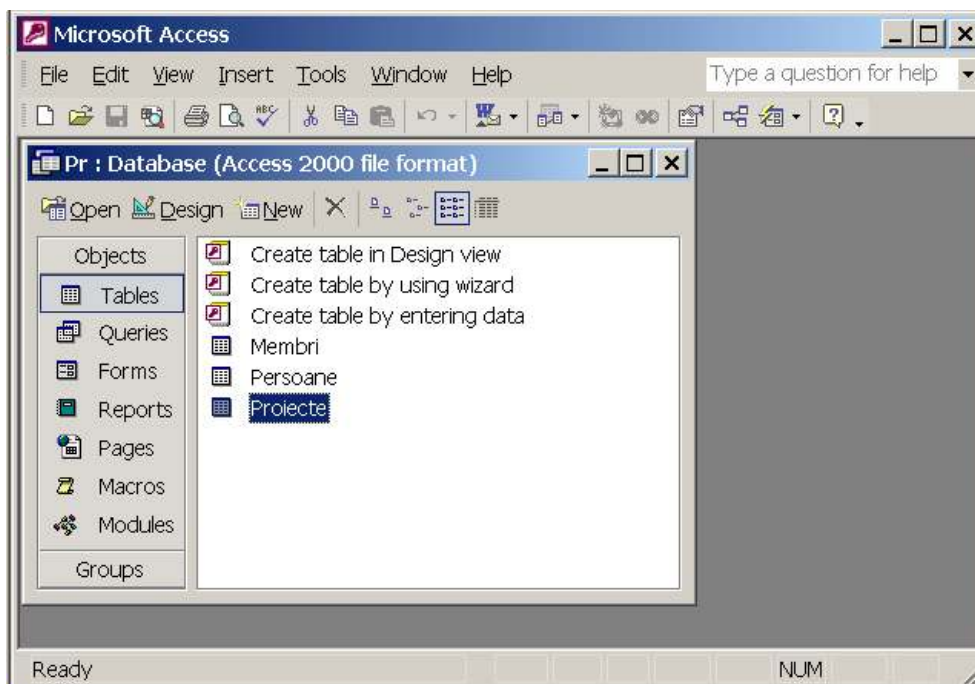 Microsoft Access
File Edit View Insert Tools Window Help Type a question for help
ABC
Pr : Database (Access 2000 file format)
Open Design New
Objects
Tables
Queries
Forms
Reports
Pages
Macros
Modules
Groups
Create table in Design view
Create table by using wizard
Create table by entering data
Membri
Persoane
Proiecte
Ready NUM